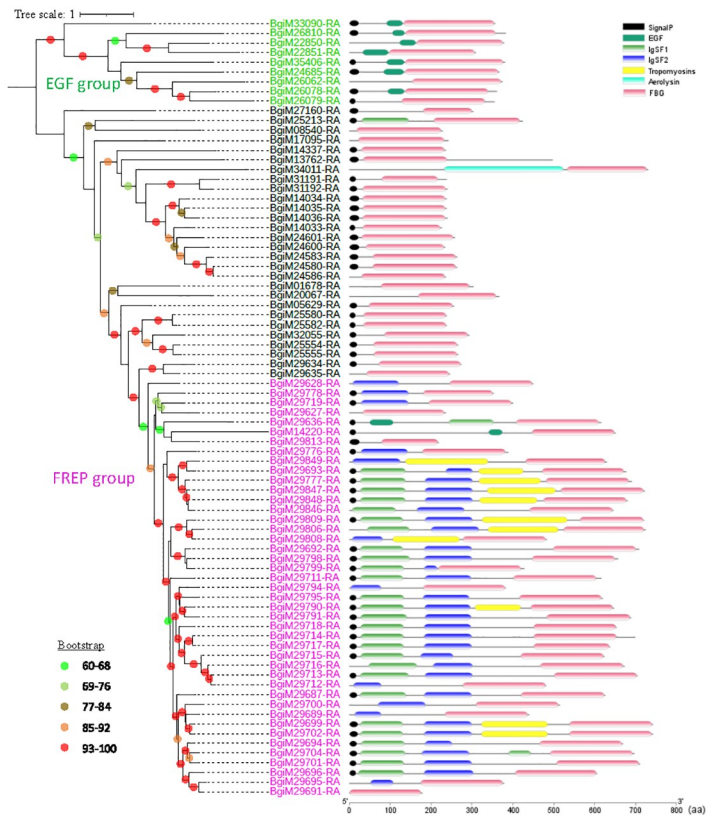 Tree scale: 1
EGF group
FREP group
Bootstrap
60-68
69-76
77-84
85-92
93-100
BgiM33090-RA
BgiM26810-RA
BgiM22850-RA
BgiM22851-RA
BgiM35406-RA
BgiM24685-RA
BgiM26062-RA
BgiM26078-RA
BgiM26079-RA
BgiM27160-RA
BgiM25213-RA
BgiM08540-RA
BgiM17095-RA
BgiM14337-RA
BgiM13762-RA
BgiM34011-RA
BgiM31191-RA
BgiM31192-RA
BgiM14034-RA
BgiM14035-RA
BgiM14036-RA
BgiM14033-RA
BgiM24601-RA
BgiM24600-RA
BgiM24583-RA
BgiM24580-RA
BgiM24586-RA
BgiM01678-RA
BgiM20067-RA
BgiM05629-RA
BgiM25580-RA
BgiM25582-RA
BgiM32055-RA
BgiM25554-RA
BgiM25555-RA
BgiM29634-RA
BgiM29635-RA
BgiM29628-RA
BgiM29778-RA
BgiM29719-RA
BgiM29627-RA
BgiM29636-RA
BgiM14220-RA
BgiM29813-RA
BgiM29776-RA
BgiM29849-RA
BgiM29693-RA
BgiM29777-RA
BgiM29847-RA
BgiM29848-RA
BgiM29846-RA
BgiM29809-RA
BgiM29806-RA
BgiM29808-RA
BgiM29692-RA
BgiM29798-RA
BgiM29799-RA
BgiM29711-RA
BgiM29794-RA
BgiM29795-RA
BgiM29790-RA
BgiM29791-RA
BgiM29718-RA
BgiM29714-RA
BgiM29717-RA
BgiM29715-RA
BgiM29716-RA
BgiM29713-RA
BgiM29712-RA
BgiM29687-RA
BgiM29700-RA
BgiM29689-RA
BgiM29699-RA
BgiM29702-RA
BgiM29694-RA
BgiM29704-RA
BgiM29701-RA
BgiM29696-RA
BgiM29695-RA
BgiM29691-RA
SignalP
EGF
IgSF1
IgSF2
Tropomyosins
Aerolysin
FBG
5' 3'
0 100 200 300 400 500 600 700 800 (aa)